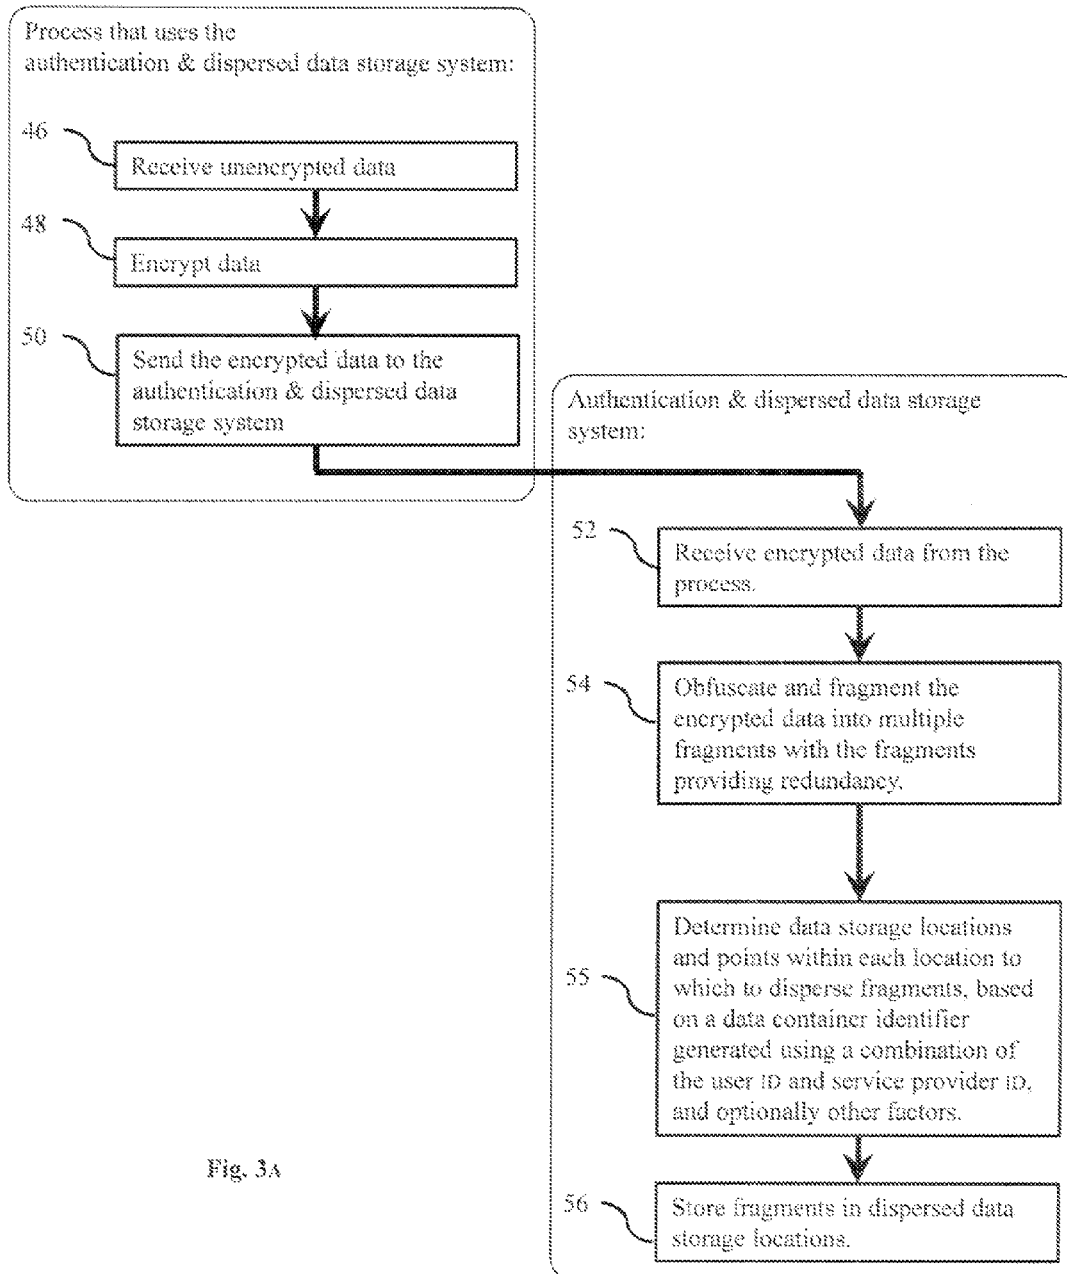 Process that uses the
authentication & dispersed data storage system:
46
Receive unencrypted data
48
Encrypt data
50
Send the encrypted data to the
authentication & dispersed data
storage system
Authentication & dispersed data storage
system:
52
Receive encrypted data from the
process.
54
Obfuscate and fragment the
encrypted data into multiple
fragments with the fragments
providing redundancy.
55
Determine data storage locations
and points within each location to
which to disperse fragments, based
on a data container identifier
generated using a combination of
the user ID and service provider ID,
and optionally other factors.
56
Store fragments in dispersed data
storage locations.
Fig. 3A